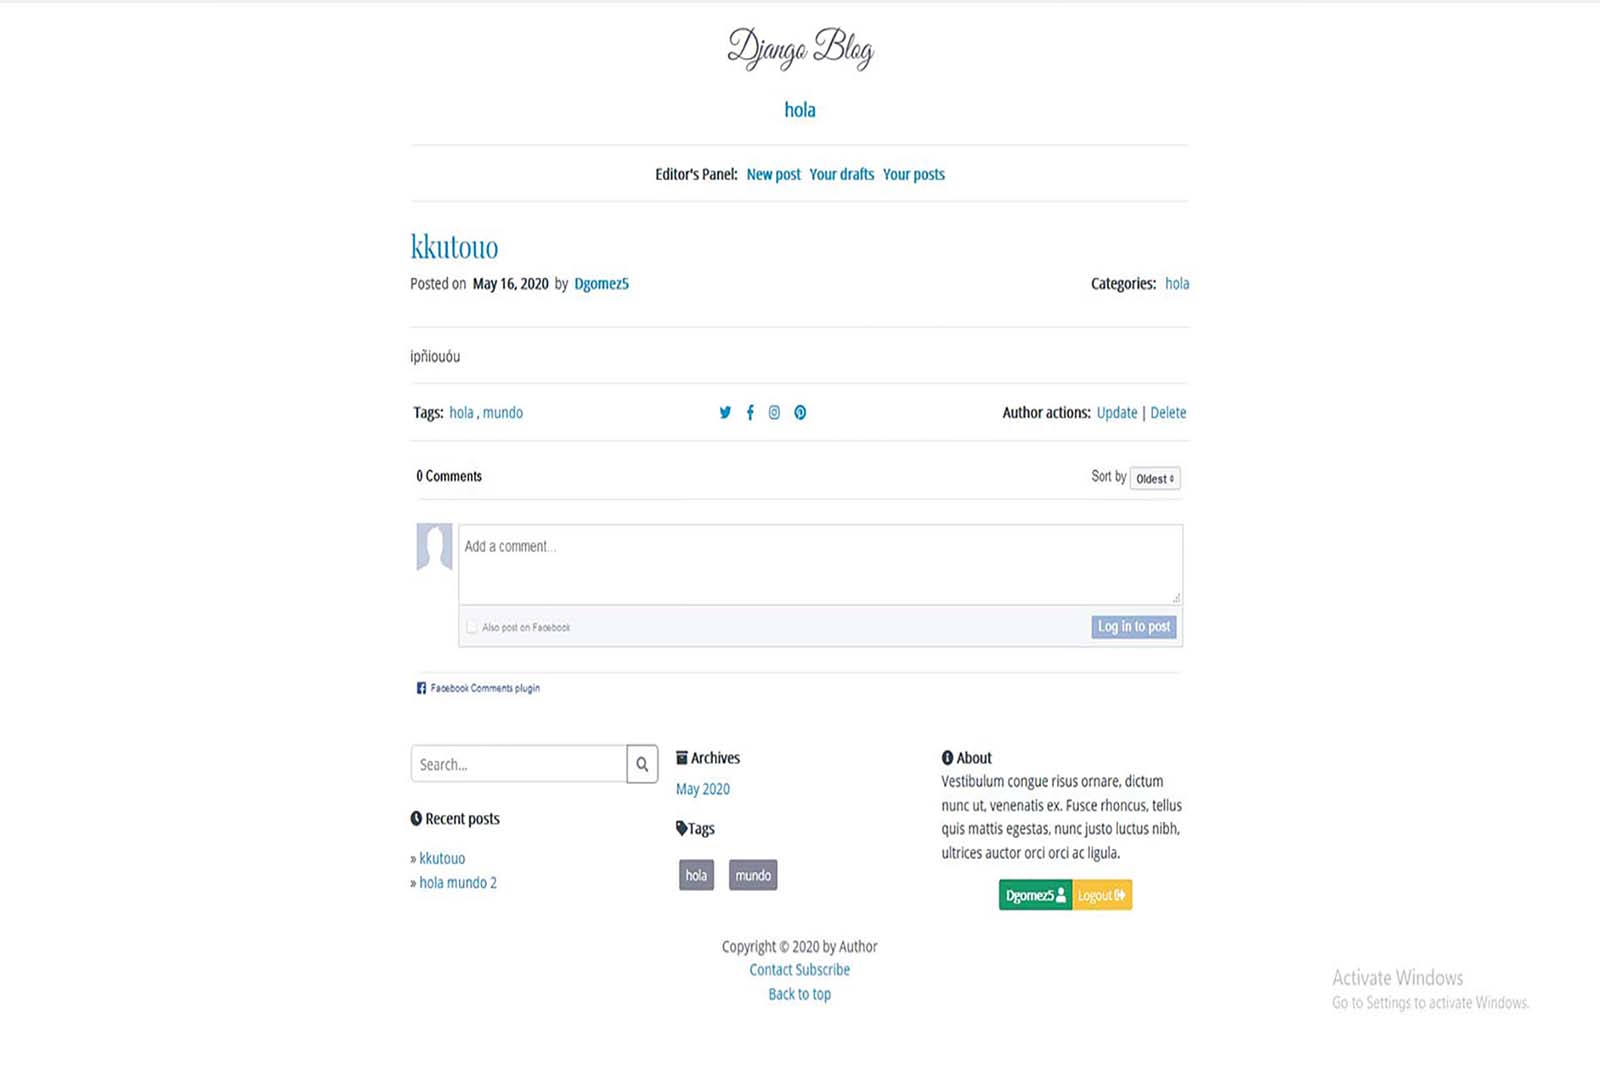 Django Blog
hola
Editor's Panel: New post Your drafts Your posts
kkutouo
Posted on May 16, 2020 by Dgomez5
Categories: hola
ipñiouóu
Tags: hola , mundo
Author actions: Update | Delete
0 Comments
Sort by Oldest
Add a comment...
Also post on Facebook
Log in to post
Facebook Comments plugin
Search...
Recent posts
» kkutouo
» hola mundo 2
Archives
May 2020
Tags
hola mundo
About
Vestibulum congue risus ornare, dictum
nunc ut, venenatis ex. Fusce rhoncus, tellus
quis mattis egestas, nunc justo luctus nibh,
ultrices auctor orci orci ac ligula.
Dgomez5 Logout
Copyright © 2020 by Author
Contact Subscribe
Back to top
Activate Windows
Go to Settings to activate Windows.